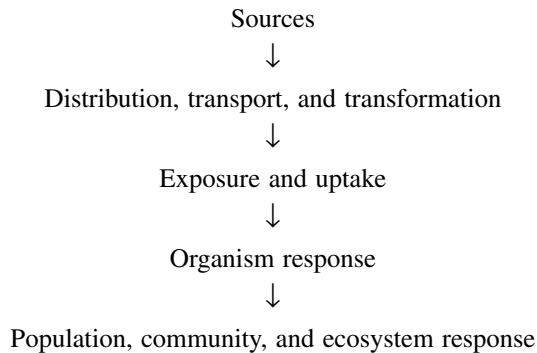 Sources
↓
Distribution, transport, and transformation
↓
Exposure and uptake
↓
Organism response
↓
Population, community, and ecosystem response